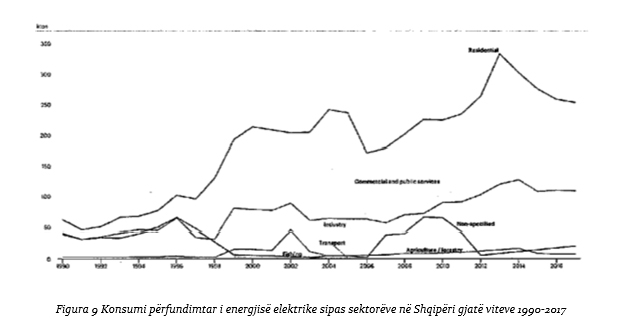 ktoe
350
300
250
200
150
100
50
0
Residential
Commercial and public services
Industry
Non-specified
Transport
Agriculture / forestry
Fishing
1990 1992 1994 1996 1998 2000 2002 2004 2006 2008 2010 2012 2014 2016
Figura 9 Konsumi përfundimtar i energjisë elektrike sipas sektorëve në Shqipëri gjatë viteve 1990-2017